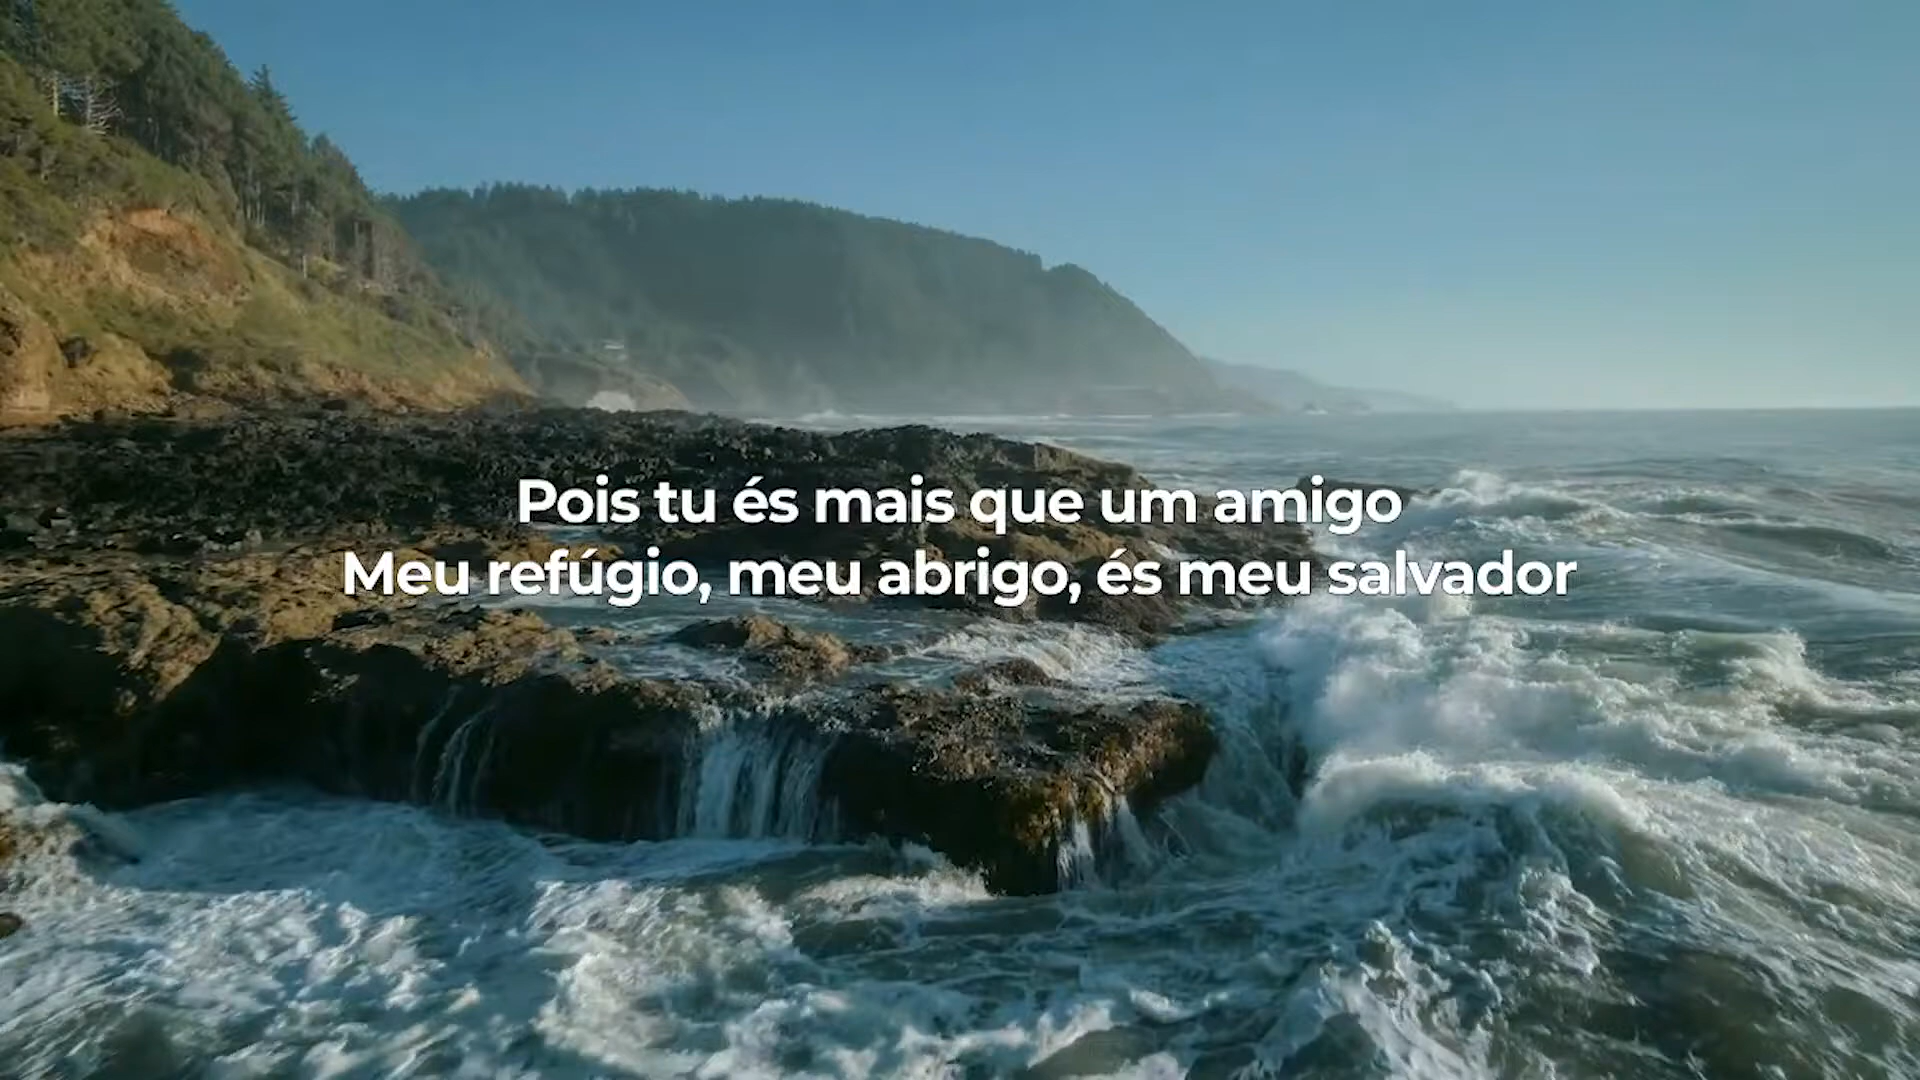 Pois tu és mais que um amigo
Meu refúgio, meu abrigo, és meu salvador